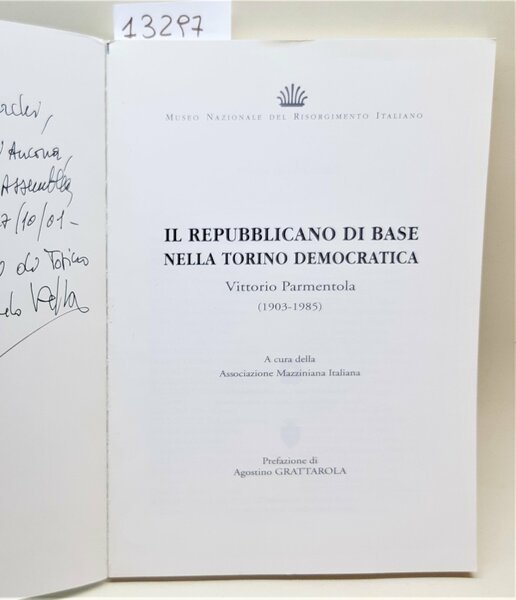 13297
d'Ancona,
Assemblea
7/10/01-
di Torino
MUSEO NAZIONALE DEL RISORGIMENTO ITALIANO
IL REPUBBLICANO DI BASE
NELLA TORINO DEMOCRATICA
Vittorio Parmentola
(1903-1985)
A cura della
Associazione Mazziniana Italiana
Prefazione di
Agostino GRATTAROLA